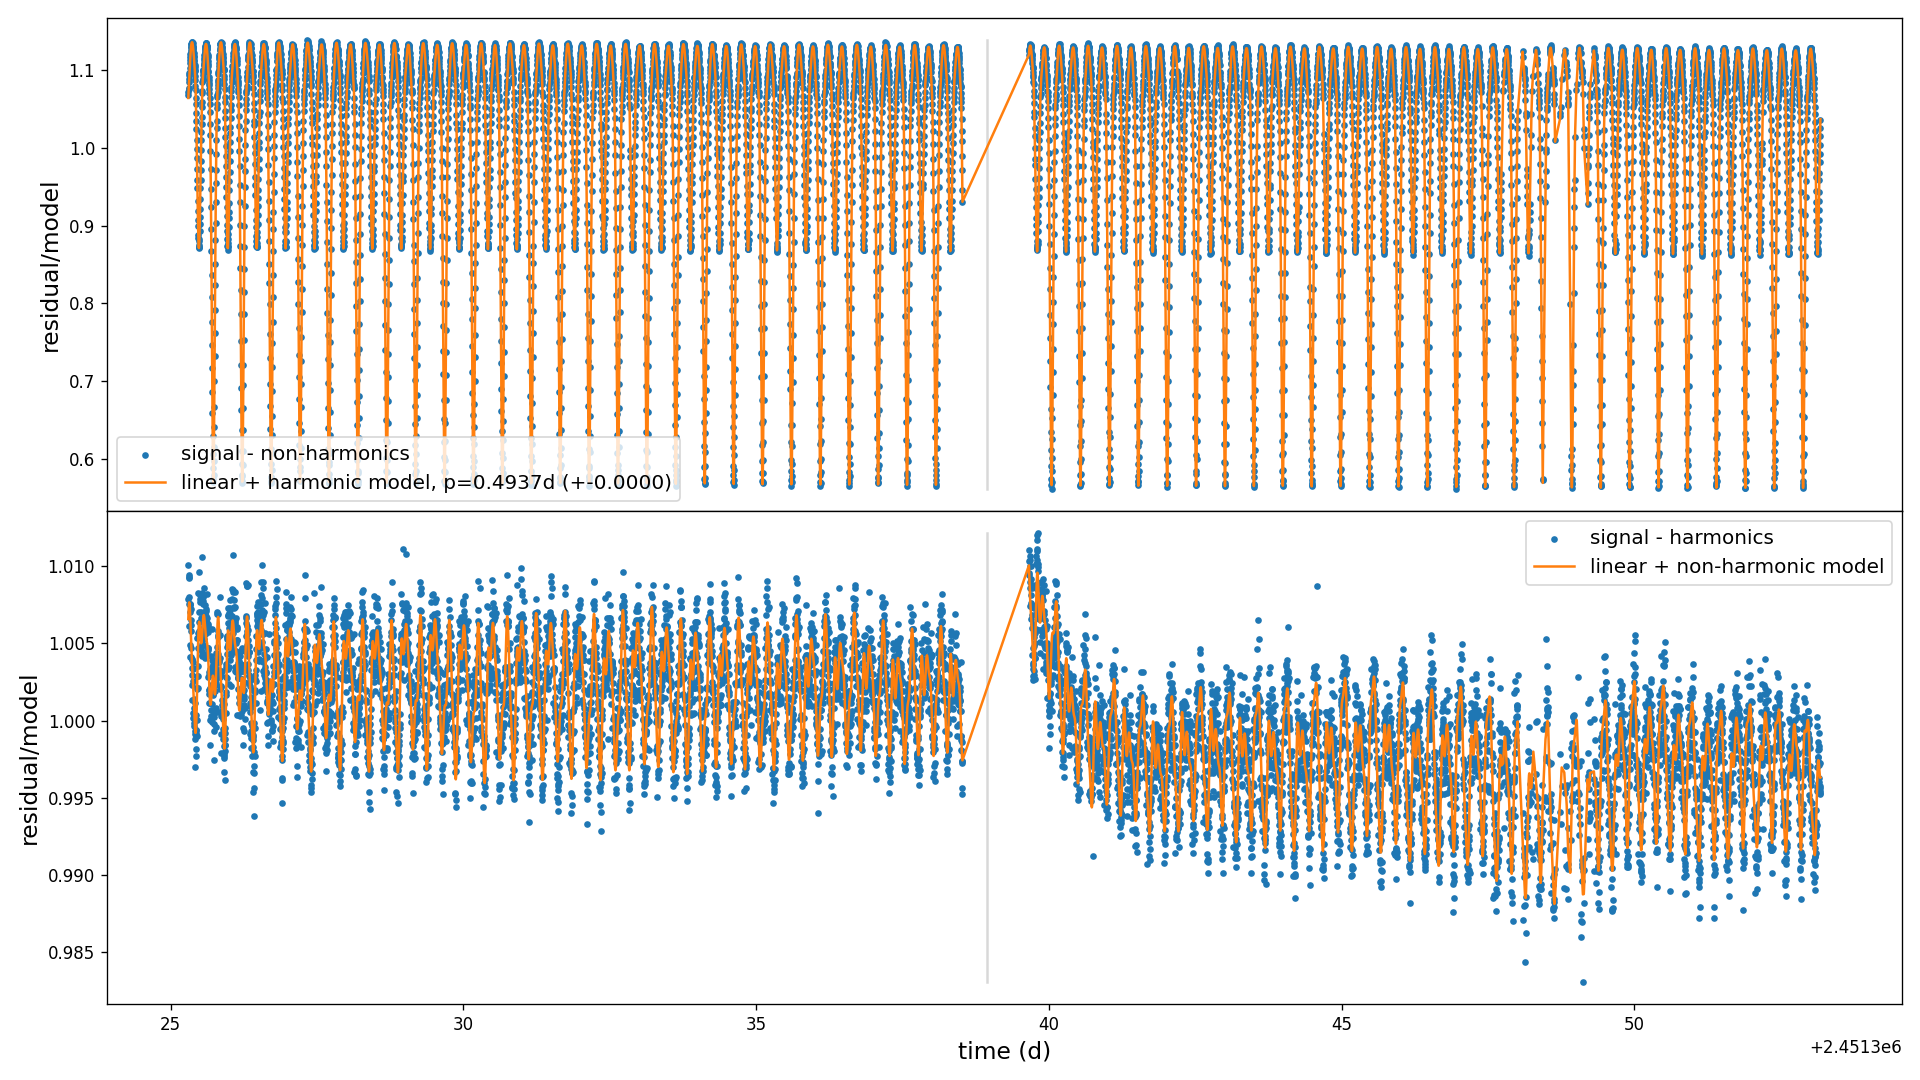 residual/model
1.1
1.0
0.9
0.8
0.7
0.6
signal - non-harmonics
linear + harmonic model, p=0.4937d (+-0.0000)
residual/model
1.010
1.005
1.000
0.995
0.990
0.985
signal - harmonics
linear + non-harmonic model
25 30 35 40 45 50
time (d)
+2.4513e6